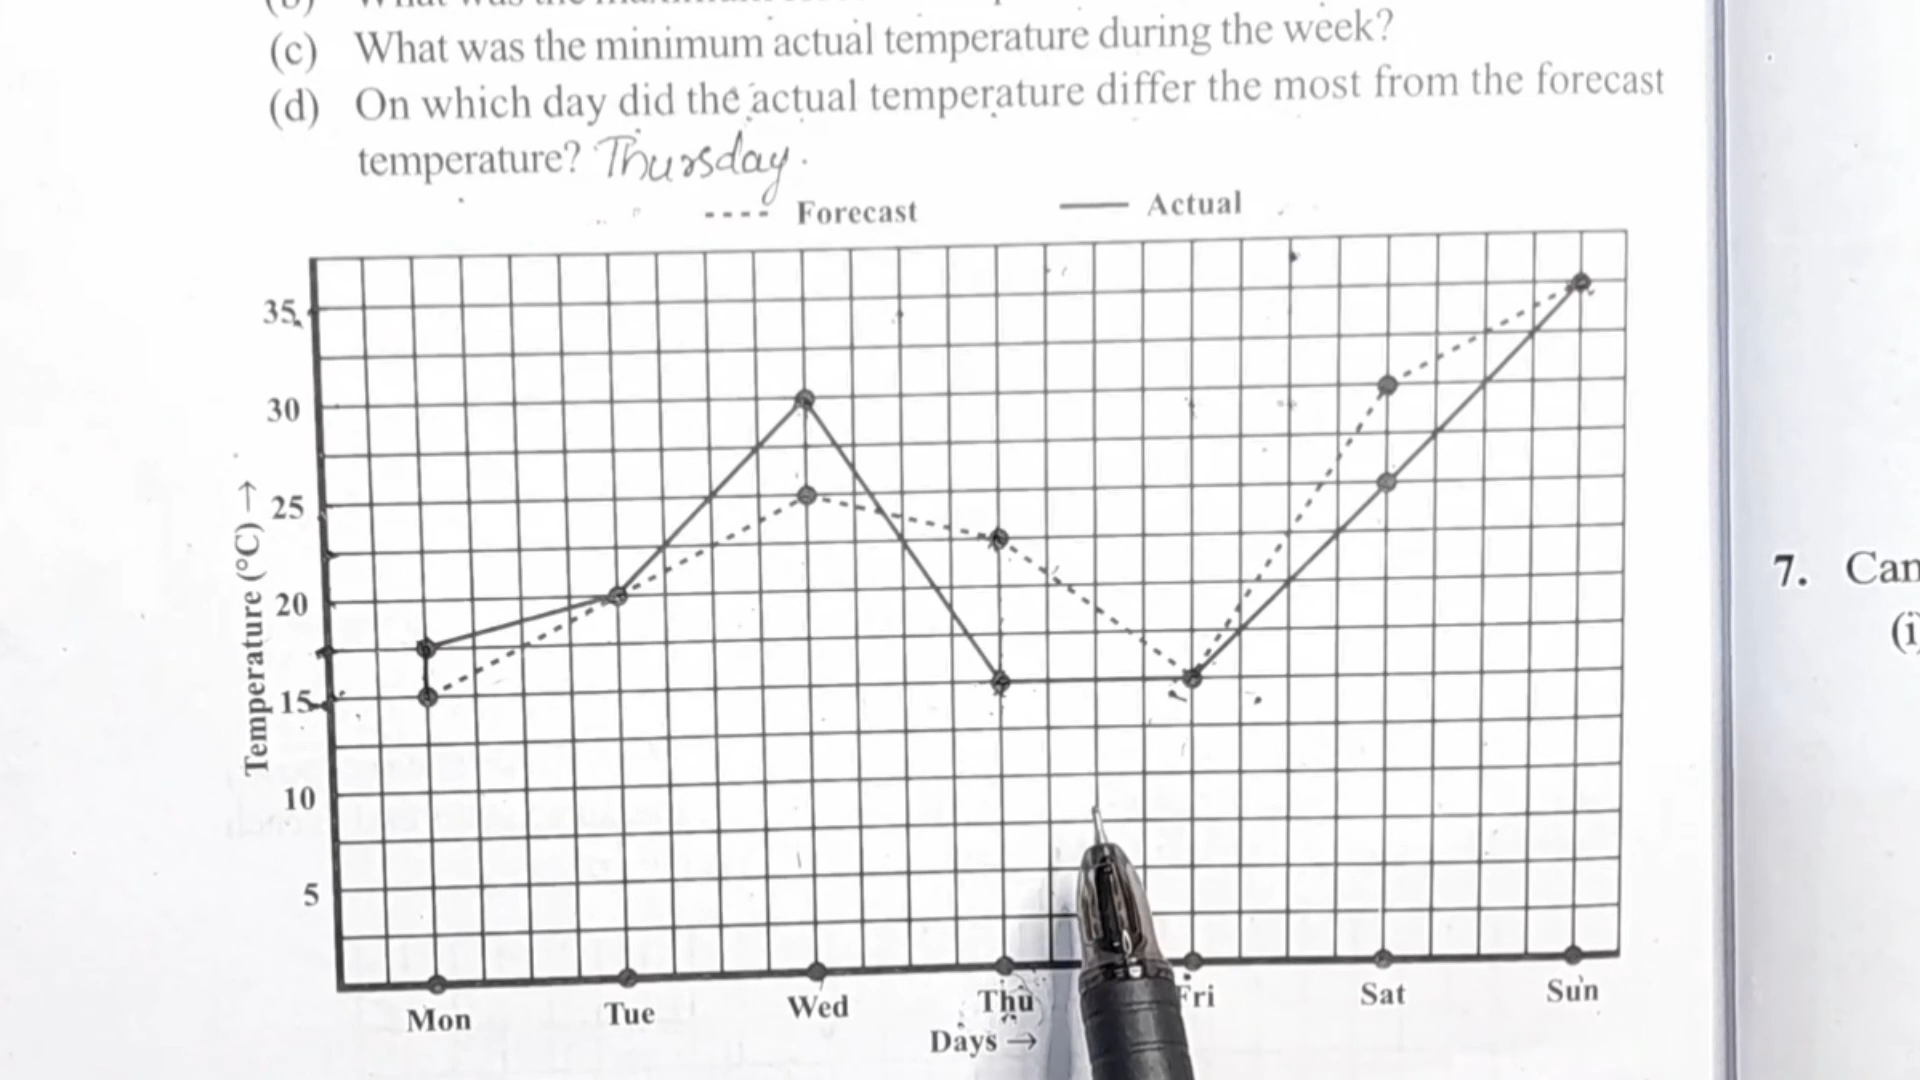 (c) What was the minimum actual temperature during the week?
(d) On which day did the actual temperature differ the most from the forecast
temperature? Thursday.
---- Forecast —— Actual
35
30
25
20
15
10
5
Temperature (°C) →
Mon Tue Wed Thu Fri Sat Sun
Days →
7. Can
(i)